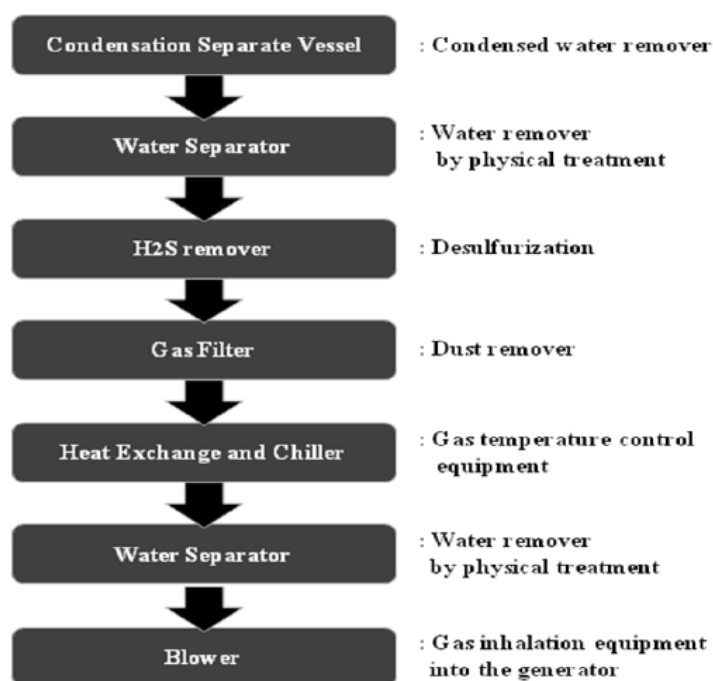 Condensation Separate Vessel : Condensed water remover
Water Separator : Water remover
by physical treatment
H2S remover : Desulfurization
Gas Filter : Dust remover
Heat Exchange and Chiller : Gas temperature control
equipment
Water Separator : Water remover
by physical treatment
Blower : Gas inhalation equipment
into the generator